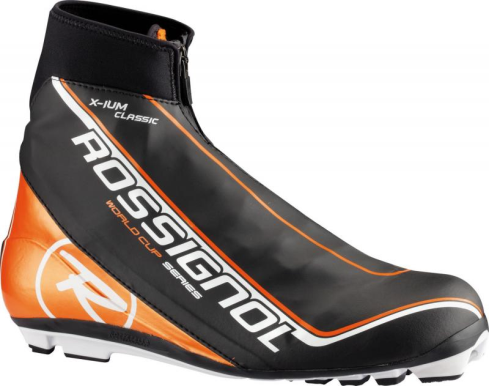 X-IUM
CLASSIC
ROSSIGNOL
WORLD CUP SERIES
R